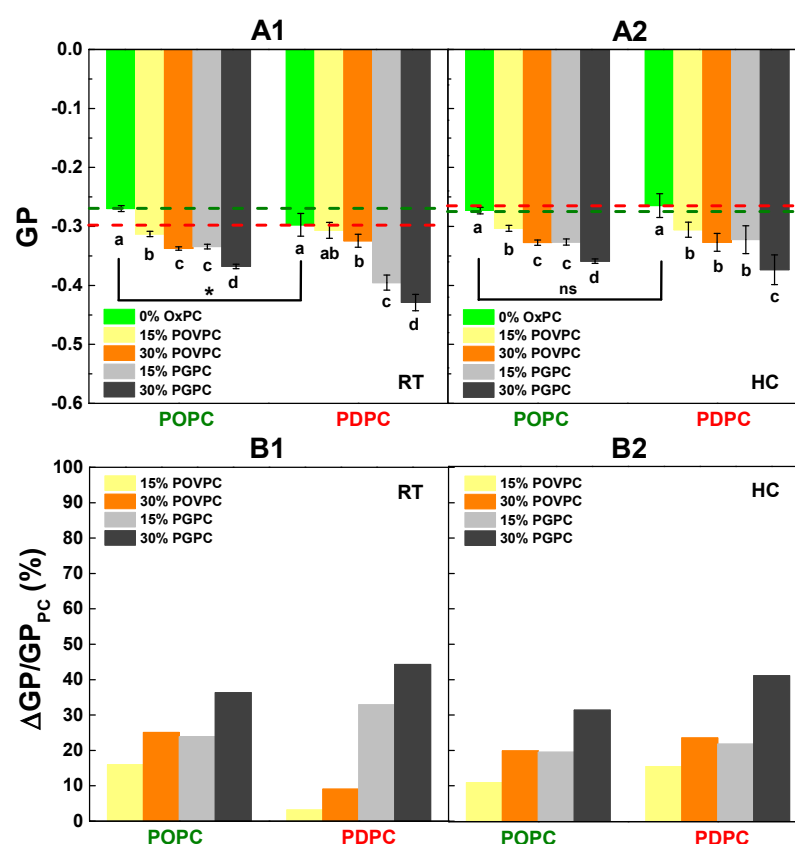 A1
A2
GP
0.0
-0.1
-0.2
-0.3
-0.4
-0.5
-0.6
a
b
c
c
d
a
ab
b
c
d
*
0% OxPC
15% POVPC
30% POVPC
15% PGPC
30% PGPC
RT
POPC
PDPC
a
b
c
c
d
a
b
b
b
c
ns
0% OxPC
15% POVPC
30% POVPC
15% PGPC
30% PGPC
HC
POPC
PDPC
B1
B2
ΔGP/GP_PC (%)
100
90
80
70
60
50
40
30
20
10
0
15% POVPC
30% POVPC
15% PGPC
30% PGPC
RT
POPC
PDPC
15% POVPC
30% POVPC
15% PGPC
30% PGPC
HC
POPC
PDPC